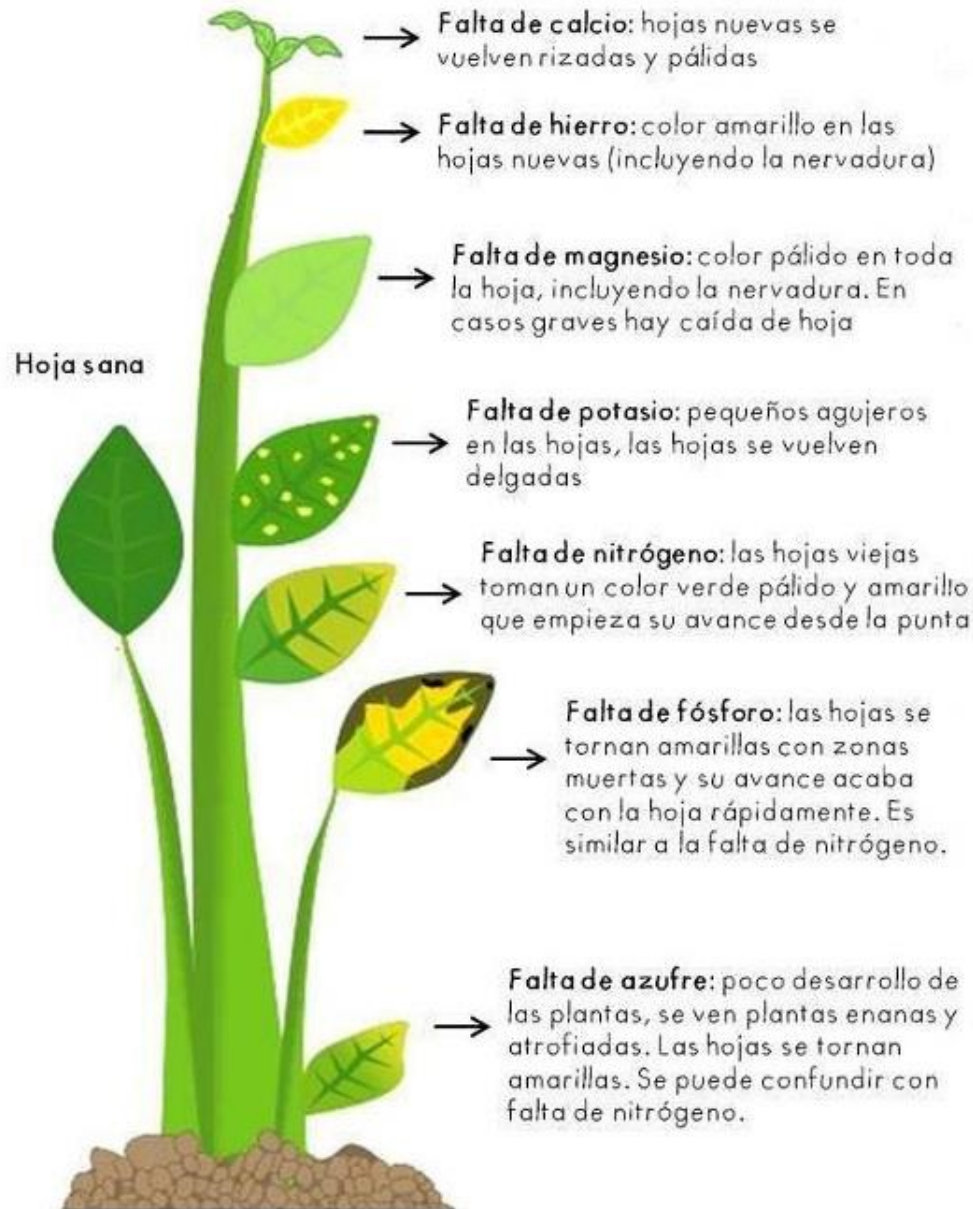 Falta de calcio: hojas nuevas se
vuelven rizadas y pálidas
Falta de hierro: color amarillo en las
hojas nuevas (incluyendo la nervadura)
Falta de magnesio: color pálido en toda
la hoja, incluyendo la nervadura. En
casos graves hay caída de hoja
Hoja sana
Falta de potasio: pequeños agujeros
en las hojas, las hojas se vuelven
delgadas
Falta de nitrógeno: las hojas viejas
toman un color verde pálido y amarillo
que empieza su avance desde la punta
Falta de fósforo: las hojas se
tornan amarillas con zonas
muertas y su avance acaba
con la hoja rápidamente. Es
similar a la falta de nitrógeno.
Falta de azufre: poco desarrollo de
las plantas, se ven plantas enanas y
atrofiadas. Las hojas se tornan
amarillas. Se puede confundir con
falta de nitrógeno.